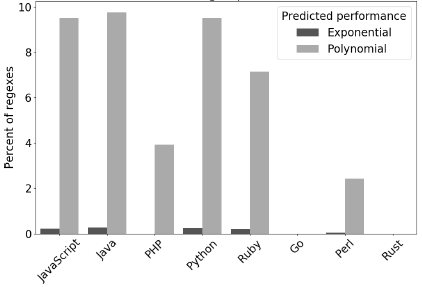 Predicted performance
Exponential
Polynomial
Percent of regexes
10
8
6
4
2
0
JavaScript
Java
PHP
Python
Ruby
Go
Perl
Rust